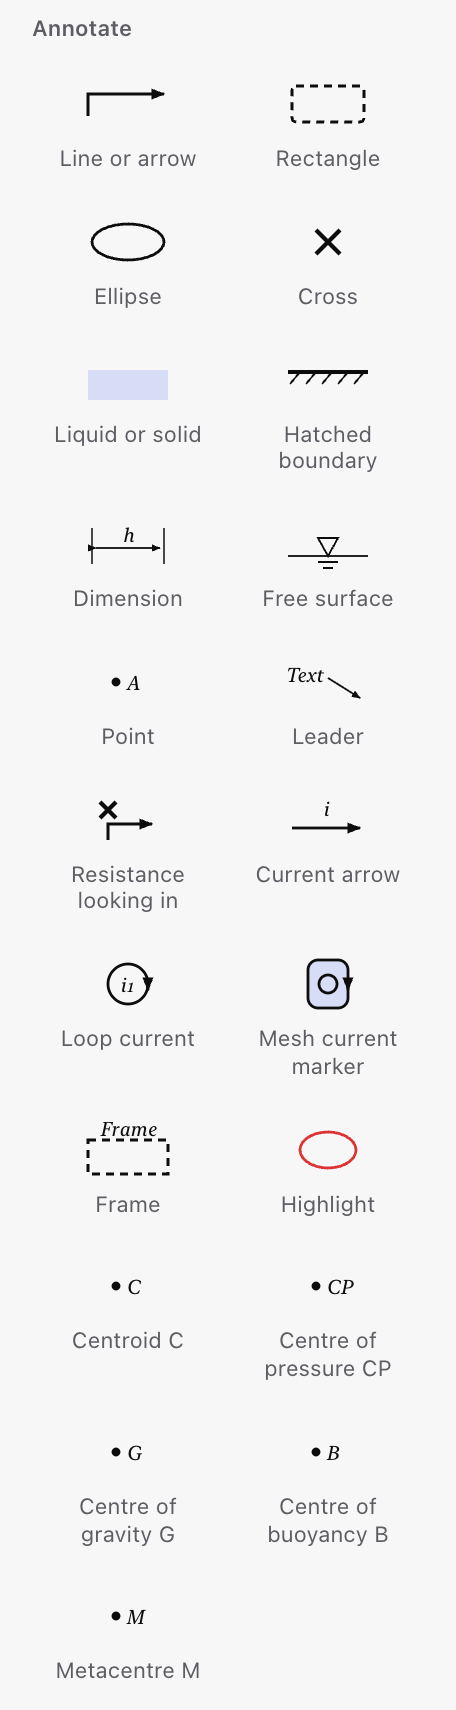 Annotate
Line or arrow
Rectangle
Ellipse
Cross
Liquid or solid
Hatched
boundary
h
Dimension
Free surface
A
Point
Text
Leader
Resistance
looking in
i
Current arrow
i1
Loop current
Mesh current
marker
Frame
Frame
Highlight
C
Centroid C
CP
Centre of
pressure CP
G
Centre of
gravity G
B
Centre of
buoyancy B
M
Metacentre M